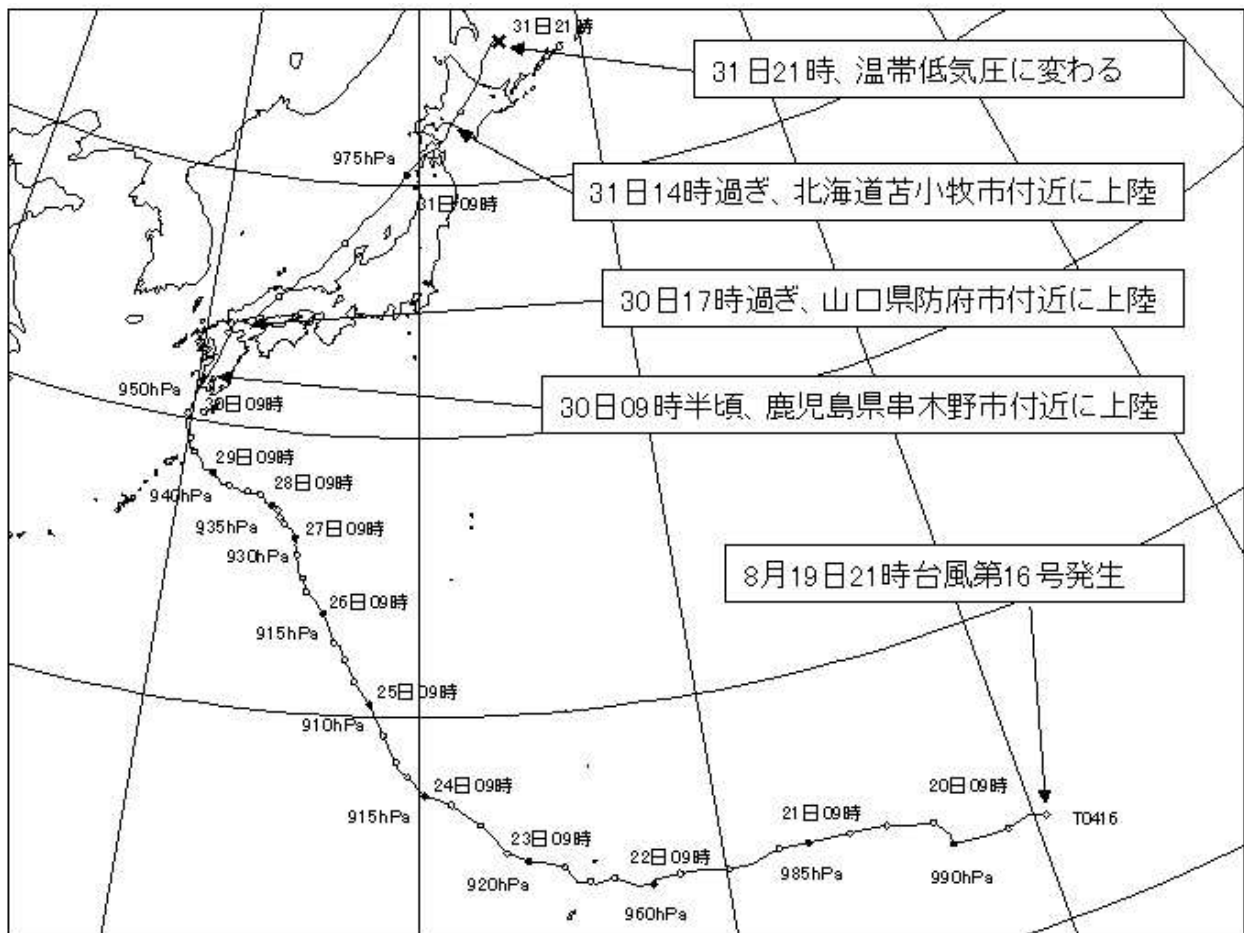 31日21時
31日21時、温帯低気圧に変わる
975hPa
31日14時過ぎ、北海道苫小牧市付近に上陸
31日09時
30日17時過ぎ、山口県防府市付近に上陸
950hPa
30日09時
30日09時半頃、鹿児島県串木野市付近に上陸
29日09時
940hPa
28日09時
935hPa
27日09時
930hPa
8月19日21時台風第16号発生
26日09時
915hPa
25日09時
910hPa
24日09時
915hPa
20日09時
21日09時
T0416
23日09時
22日09時
920hPa
985hPa
990hPa
960hPa